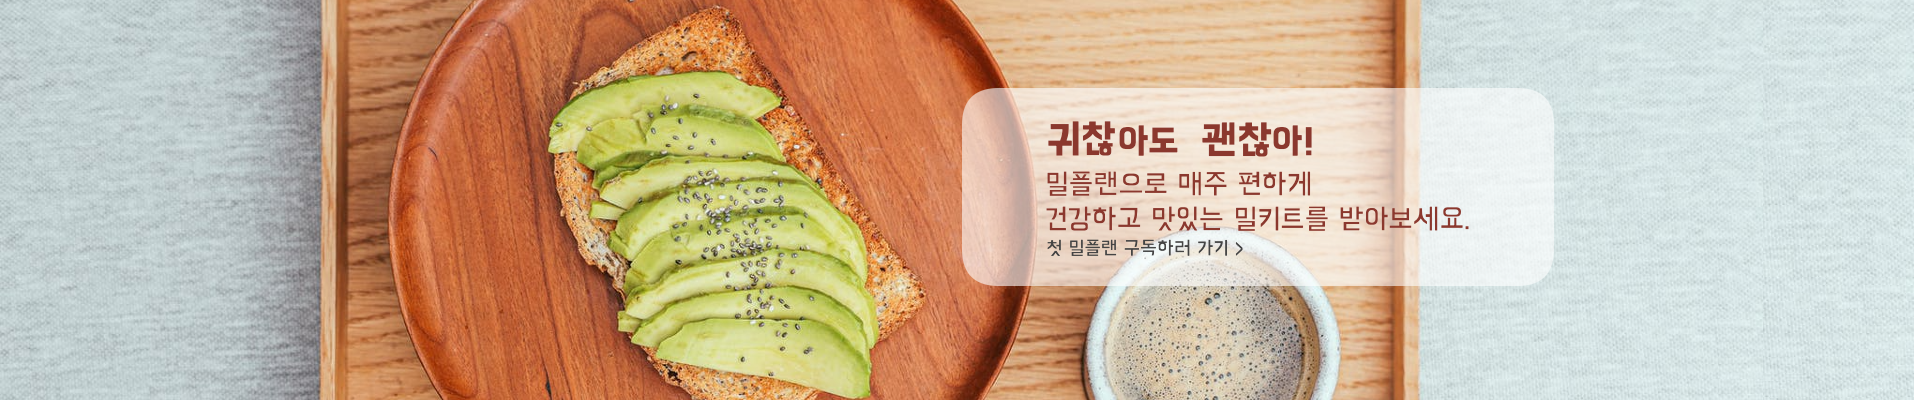 귀찮아도 괜찮아!
밀플랜으로 매주 편하게
건강하고 맛있는 밀키트를 받아보세요.
첫 밀플랜 구독하러 가기 >